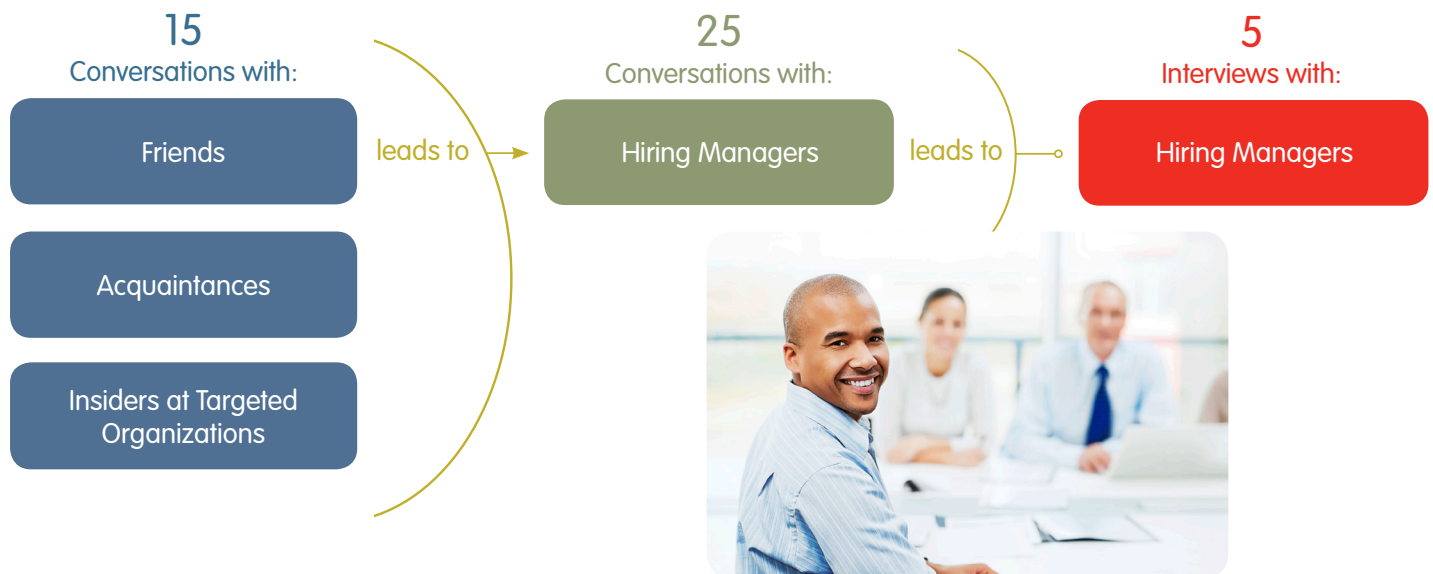 15
Conversations with:
Friends
Acquaintances
Insiders at Targeted
Organizations
leads to
25
Conversations with:
Hiring Managers
leads to
5
Interviews with:
Hiring Managers